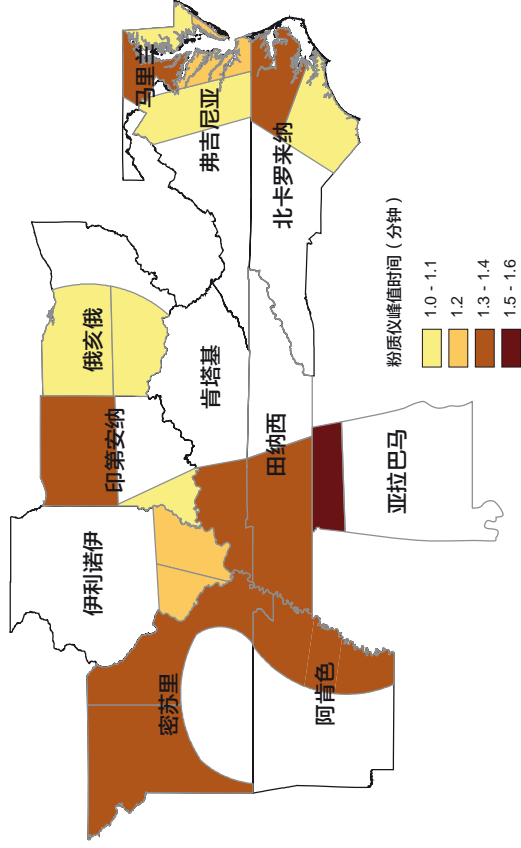 马里兰
弗吉尼亚
北卡罗来纳
俄亥俄
肯塔基
印第安纳
田纳西
伊利诺伊
亚拉巴马
密苏里
阿肯色
粉质仪峰值时间（分钟）
1.0 - 1.1
1.2
1.3 - 1.4
1.5 - 1.6